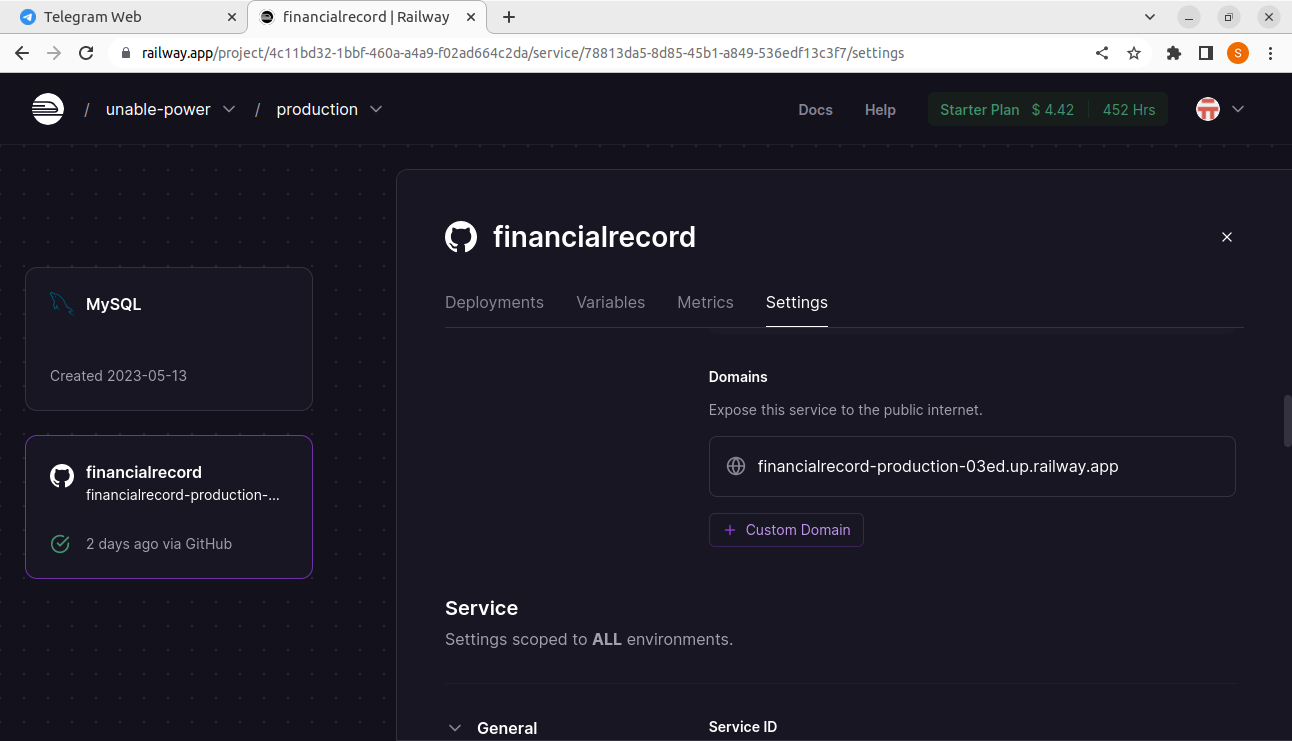 Telegram Web
financialrecord | Railway
railway.app/project/4c11bd32-1bbf-460a-a4a9-f02ad664c2da/service/78813da5-8d85-45b1-a849-536edf13c3f7/settings
S
/ unable-power / production
Docs Help Starter Plan $ 4.42 452 Hrs
financialrecord
Deployments Variables Metrics Settings
MySQL
Created 2023-05-13
financialrecord
financialrecord-production-...
2 days ago via GitHub
Domains
Expose this service to the public internet.
financialrecord-production-03ed.up.railway.app
+ Custom Domain
Service
Settings scoped to ALL environments.
General
Service ID